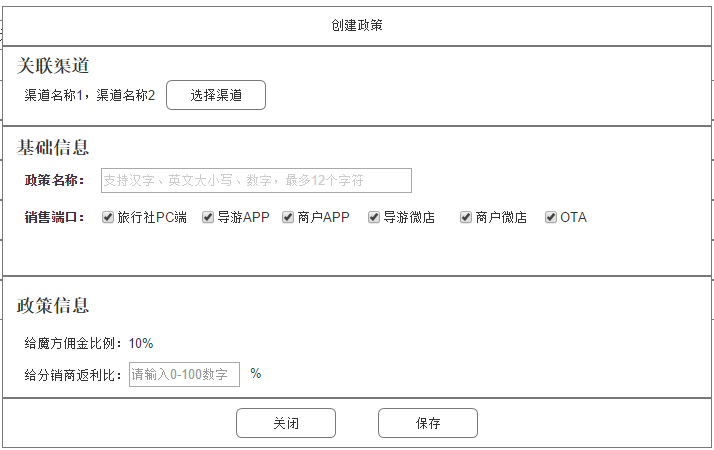 创建政策
关联渠道
渠道名称1，渠道名称2 选择渠道
基础信息
政策名称： 支持汉字、英文大小写、数字，最多12个字符
销售端口： 旅行社PC端 导游APP 商户APP 导游微店 商户微店 OTA
政策信息
给魔方佣金比例：10%
给分销商返利比： 请输入0-100数字 %
关闭 保存